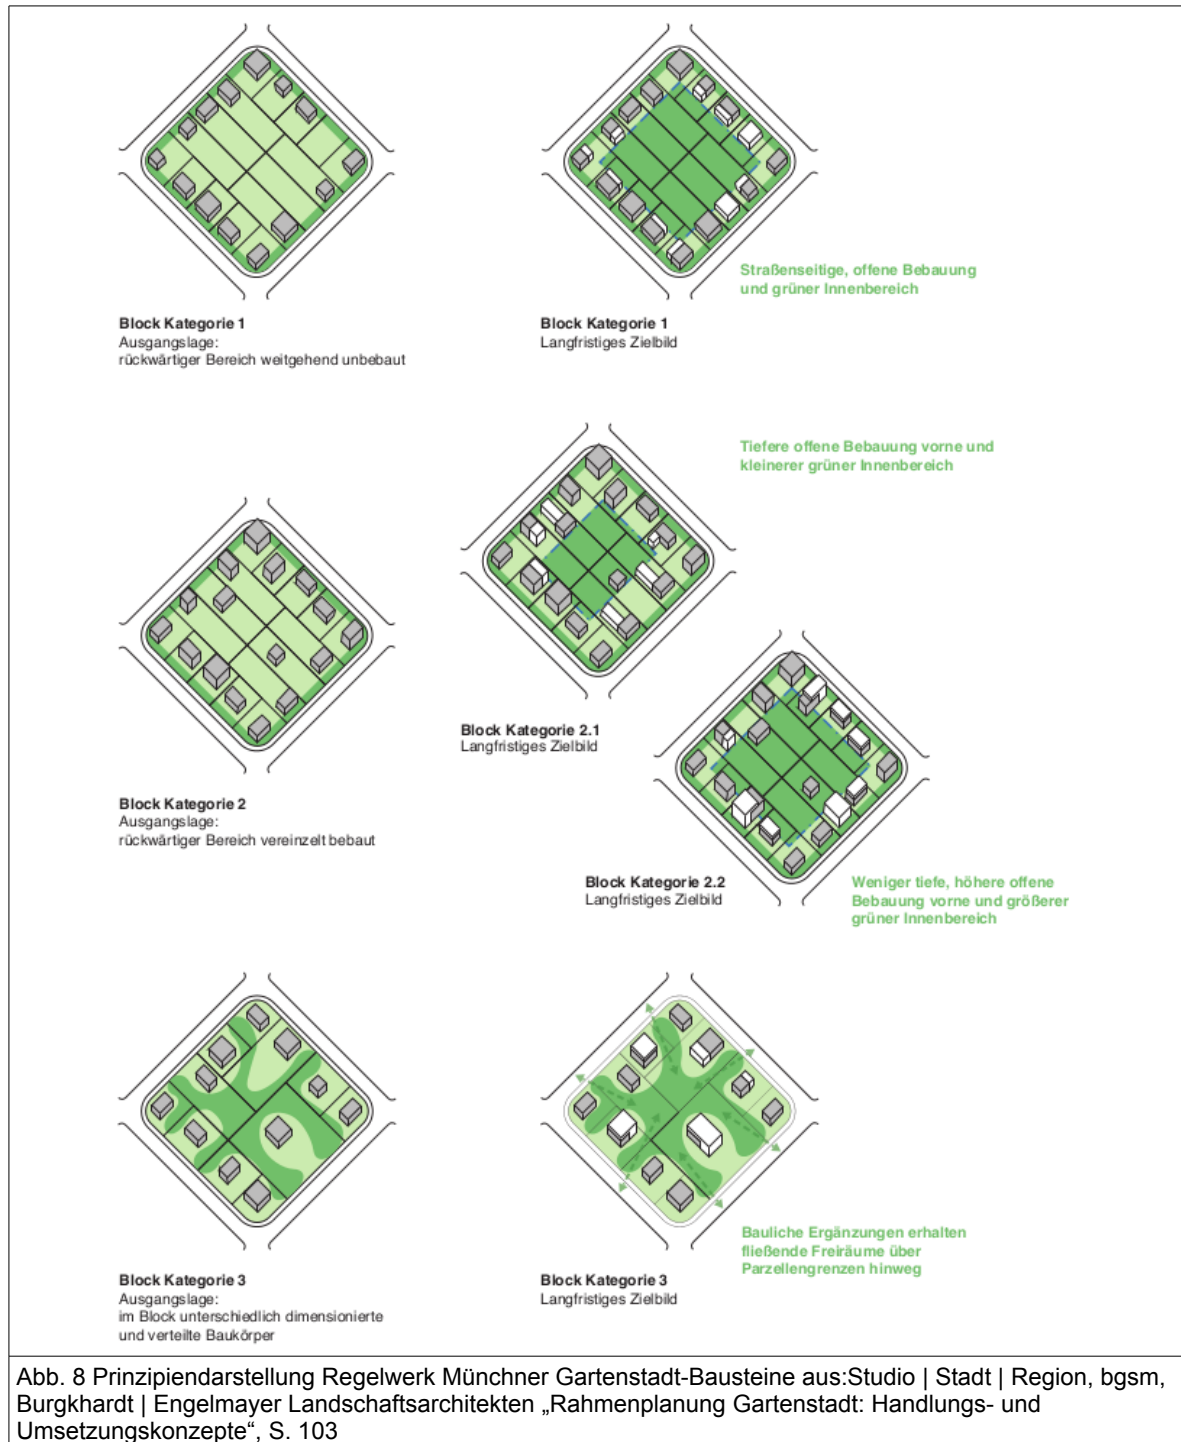 Straßenseitige, offene Bebauung
und grüner Innenbereich
Block Kategorie 1
Ausgangslage:
rückwärtiger Bereich weitgehend unbebaut
Block Kategorie 1
Langfristiges Zielbild
Tiefere offene Bebauung vorne und
kleinerer grüner Innenbereich
Block Kategorie 2.1
Langfristiges Zielbild
Block Kategorie 2
Ausgangslage:
rückwärtiger Bereich vereinzelt bebaut
Block Kategorie 2.2
Langfristiges Zielbild
Weniger tiefe, höhere offene
Bebauung vorne und größerer
grüner Innenbereich
Bauliche Ergänzungen erhalten
fließende Freiräume über
Parzellengrenzen hinweg
Block Kategorie 3
Ausgangslage:
im Block unterschiedlich dimensionierte
und verteilte Baukörper
Block Kategorie 3
Langfristiges Zielbild
Abb. 8 Prinzipiendarstellung Regelwerk Münchner Gartenstadt-Bausteine aus:Studio | Stadt | Region, bgsm,
Burgkhardt | Engelmayer Landschaftsarchitekten „Rahmenplanung Gartenstadt: Handlungs- und
Umsetzungskonzepte“, S. 103